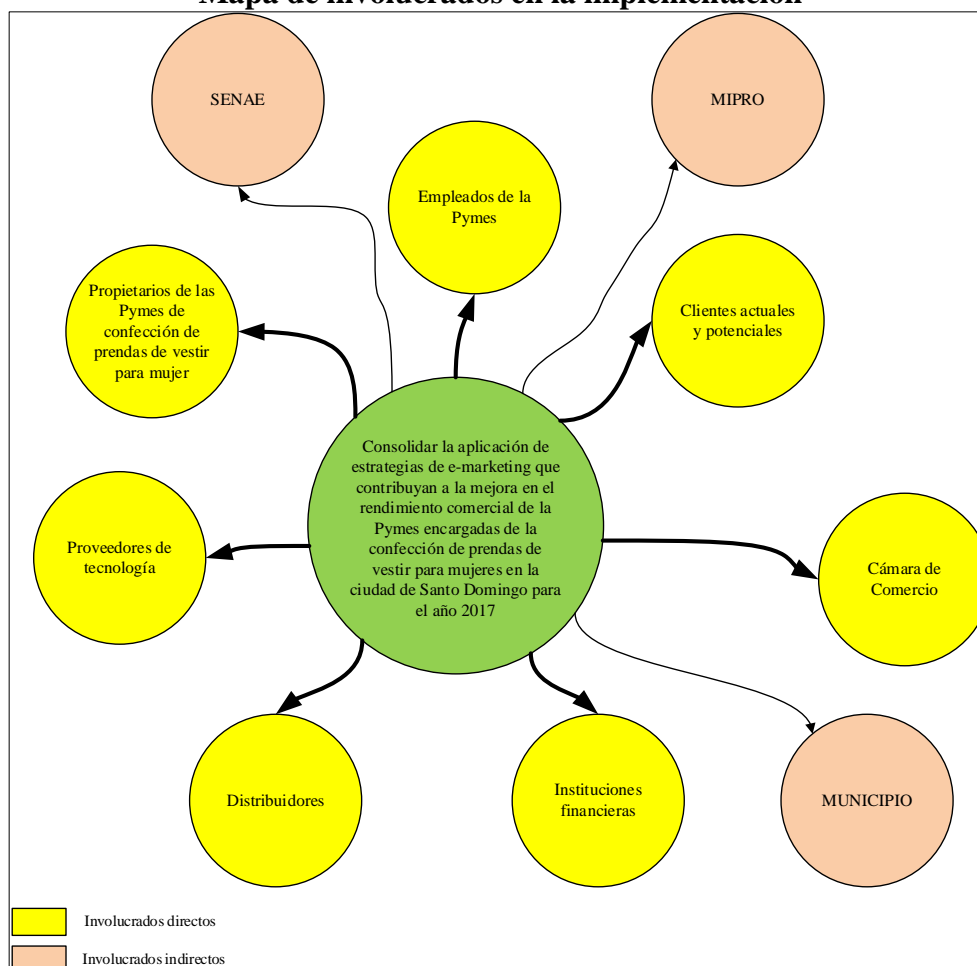 Mapa de involucrados en la implementación
SENAE
MIPRO
Empleados de la
Pymes
Propietarios de las
Pymes de
confección de
prendas de vestir
para mujer
Clientes actuales
y potenciales
Consolidar la aplicación de
estrategias de e-marketing que
contribuyan a la mejora en el
rendimiento comercial de la
Pymes encargadas de la
confección de prendas de
vestir para mujeres en la
ciudad de Santo Domingo para
el año 2017
Proveedores de
tecnología
Cámara de
Comercio
Distribuidores
Instituciones
financieras
MUNICIPIO
Involucrados directos
Involucrados indirectos